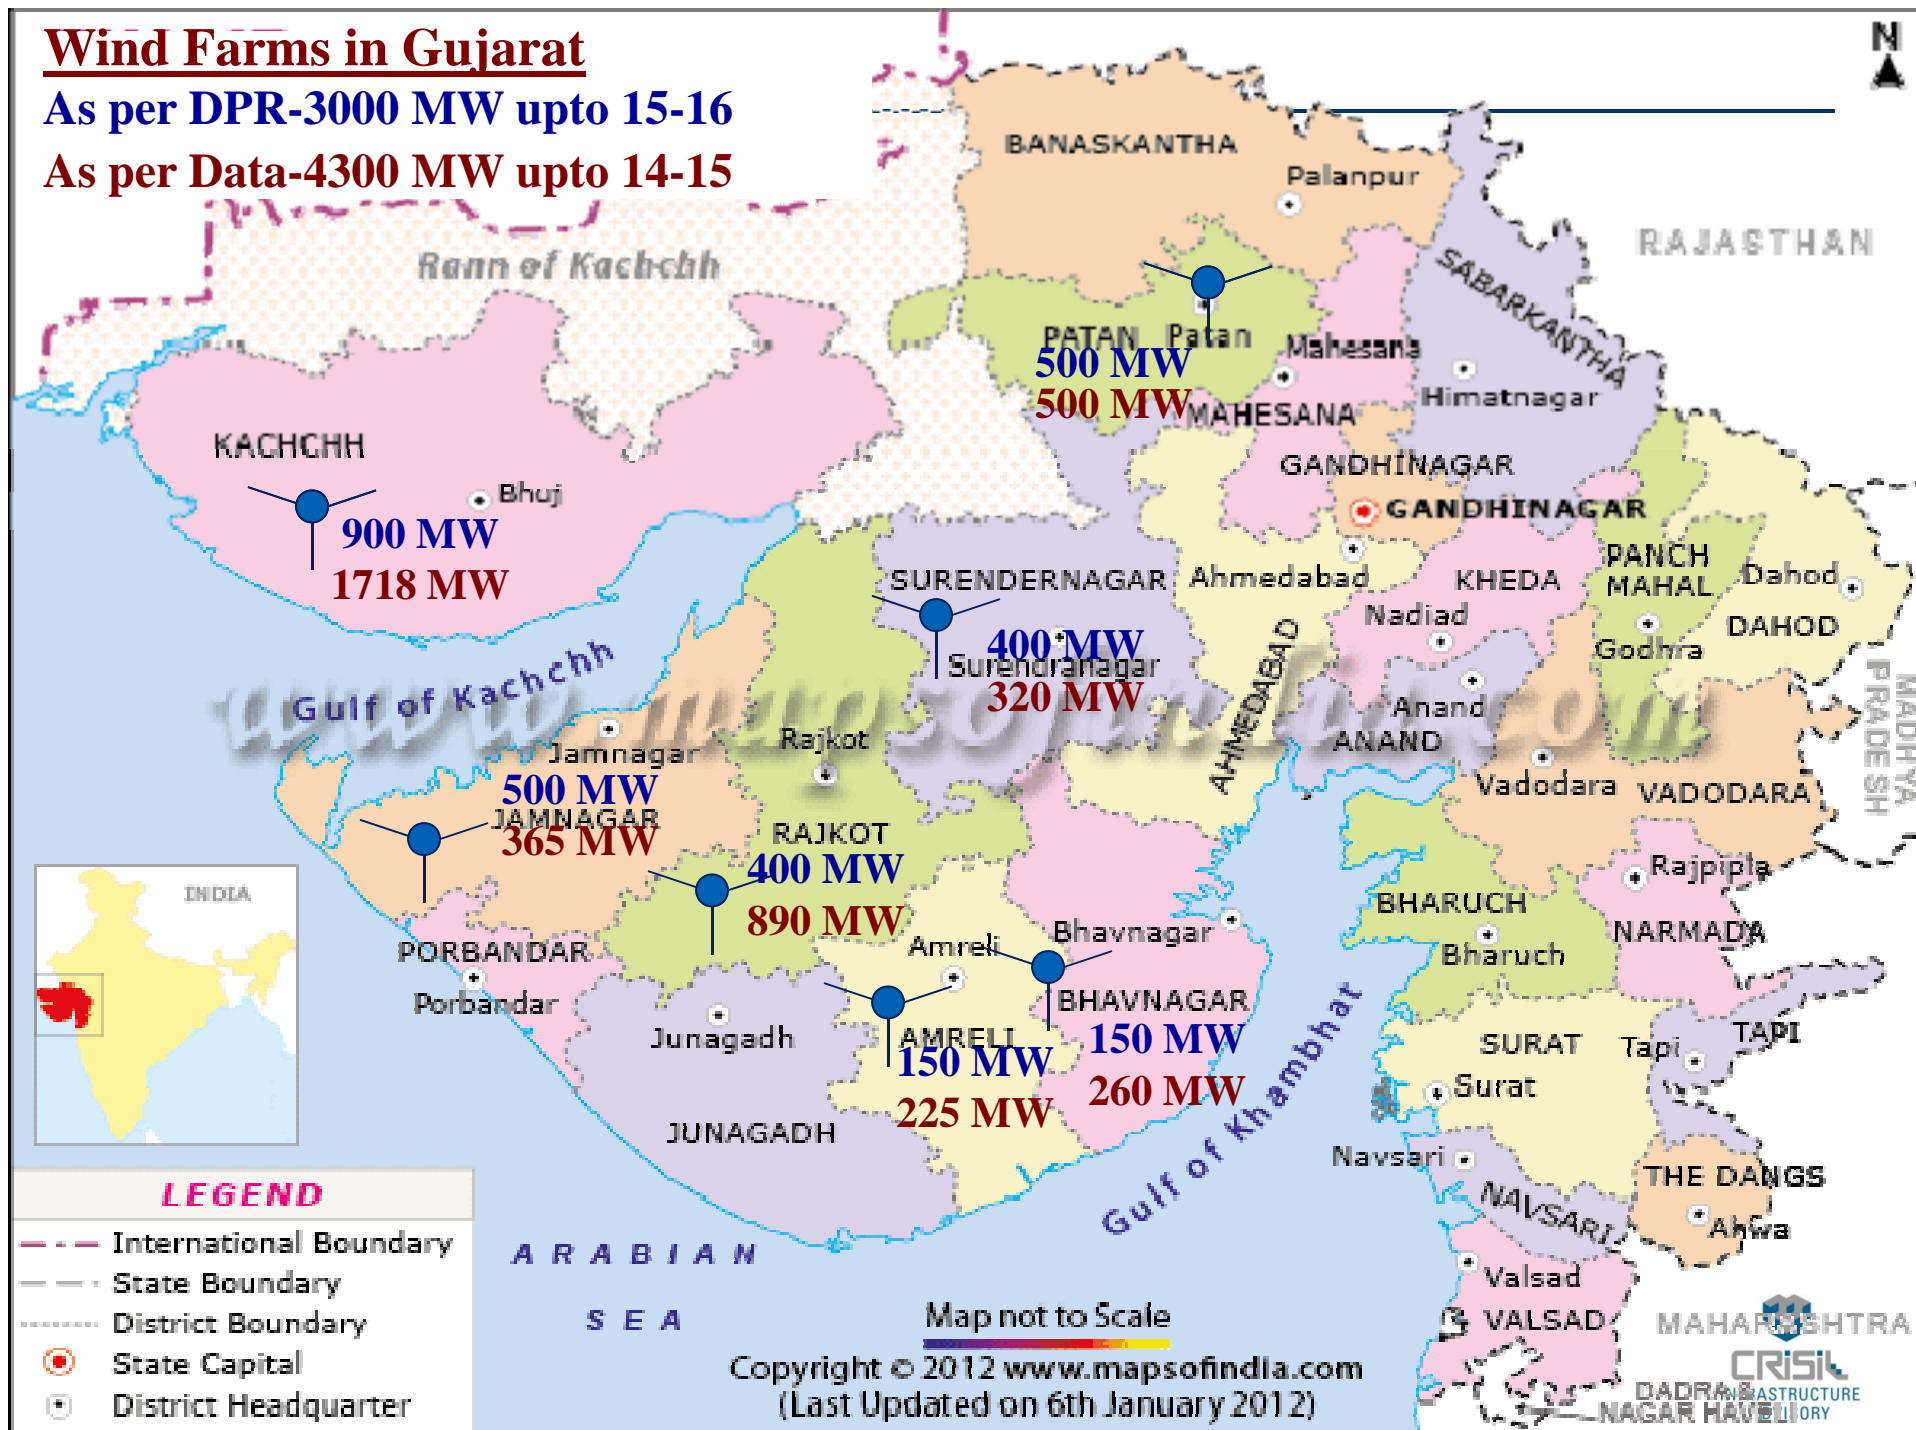 Wind Farms in Gujarat
As per DPR-3000 MW upto 15-16
As per Data-4300 MW upto 14-15
N
BANASKANTHA
Palanpur
RAJASTHAN
Rann of Kachchh
SABARKANTHA
PATAN
Patan
500 MW
500 MW
Mahesana
MAHESANA
Himatnagar
KACHCHH
Bhuj
900 MW
1718 MW
GANDHINAGAR
GANDHINAGAR
SURENDERNAGAR
Surendranagar
400 MW
320 MW
Ahmedabad
AHMEDABAD
KHEDA
Nadiad
PANCH
MAHAL
Godhra
Dahod
DAHOD
MADHYA
PRADESH
Gulf of Kachchh
www.mapsofindia.com
Jamnagar
500 MW
JAMNAGAR
365 MW
Rajkot
RAJKOT
400 MW
890 MW
Anand
ANAND
Vadodara
VADODARA
Rajpipla
NARMADA
BHARUCH
Bharuch
PORBANDAR
Porbandar
Junagadh
JUNAGADH
Amreli
AMRELI
150 MW
225 MW
Bhavnagar
BHAVNAGAR
150 MW
260 MW
Gulf of Khambhat
SURAT
Surat
Tapi
TAPI
Navsari
NAVSARI
THE DANGS
Ahwa
Valsad
VALSAD
MAHARASHTRA
DADRA &
NAGAR HAVELI
CRISIL
INFRASTRUCTURE
ADVISORY
INDIA
LEGEND
International Boundary
State Boundary
District Boundary
State Capital
District Headquarter
ARABIAN
SEA
Map not to Scale
Copyright © 2012 www.mapsofindia.com
(Last Updated on 6th January 2012)